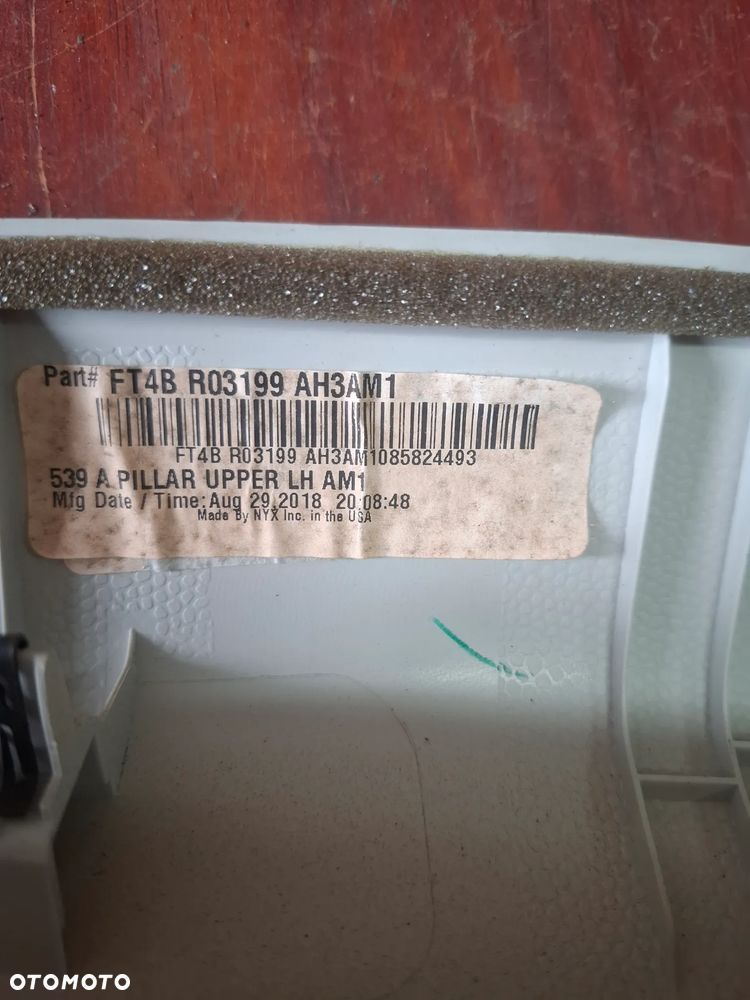 Part# FT4B R03199 AH3AM1
FT4B R03199 AH3AM1085824493
539 A PILLAR UPPER LH AM1
Mfg Date / Time: Aug 29,2018 20:08:48
Made By NYX Inc. in the USA
OTOMOTO